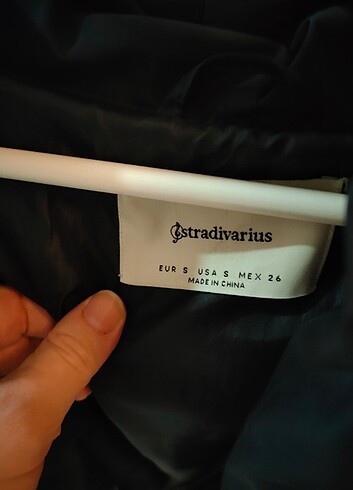 stradivarius
EUR S USA S MEX 26
MADE IN CHINA